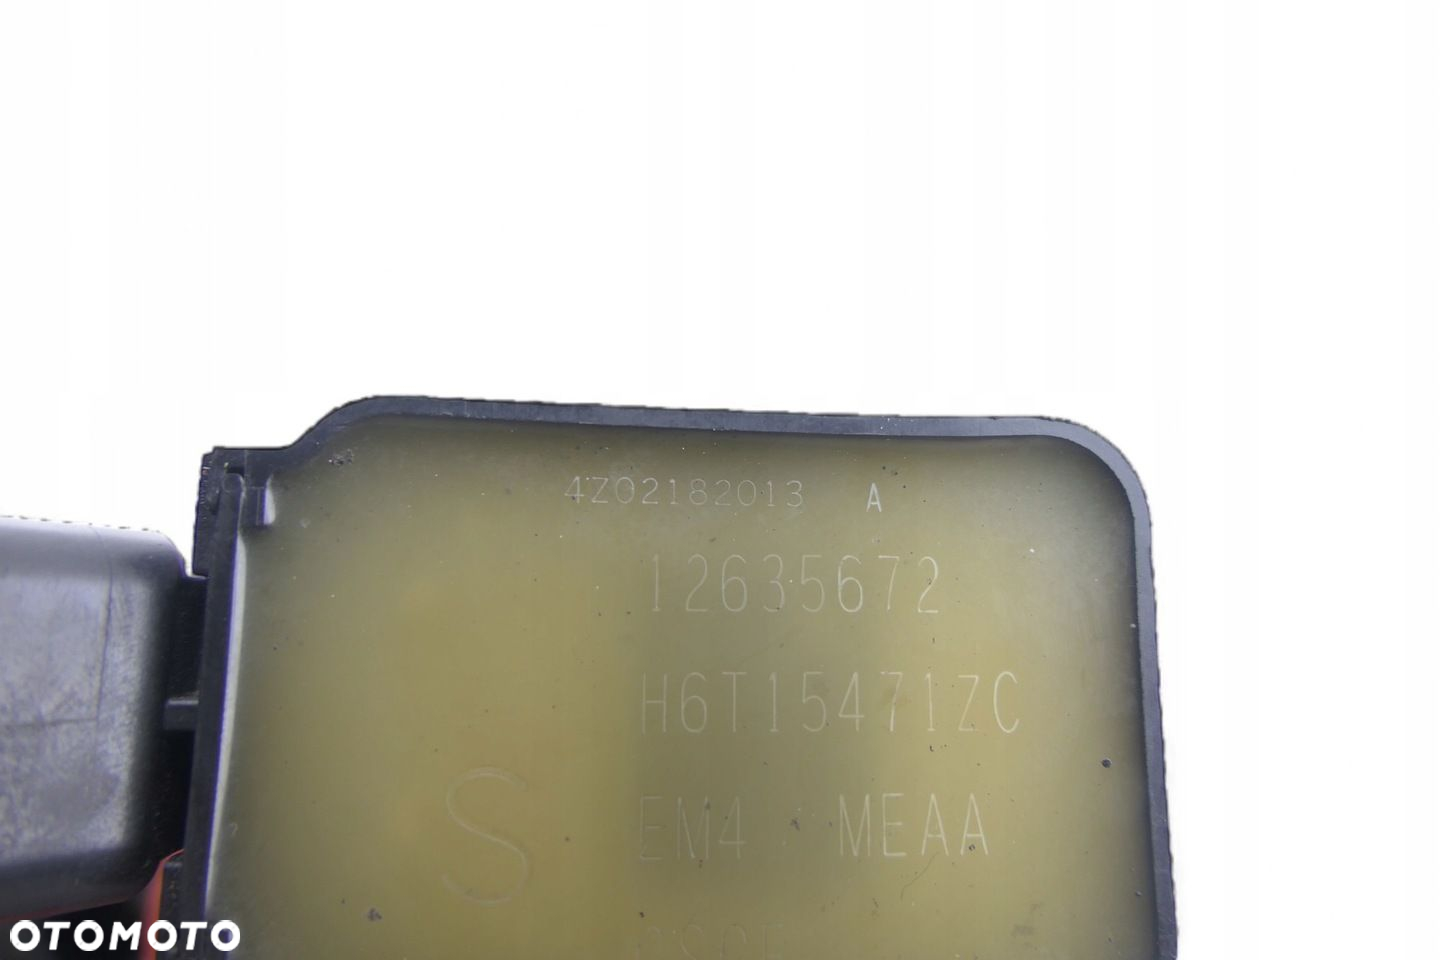 4Z02182013 A
12635672
H6T15471ZC
S
EM4 MEAA
OTOMOTO